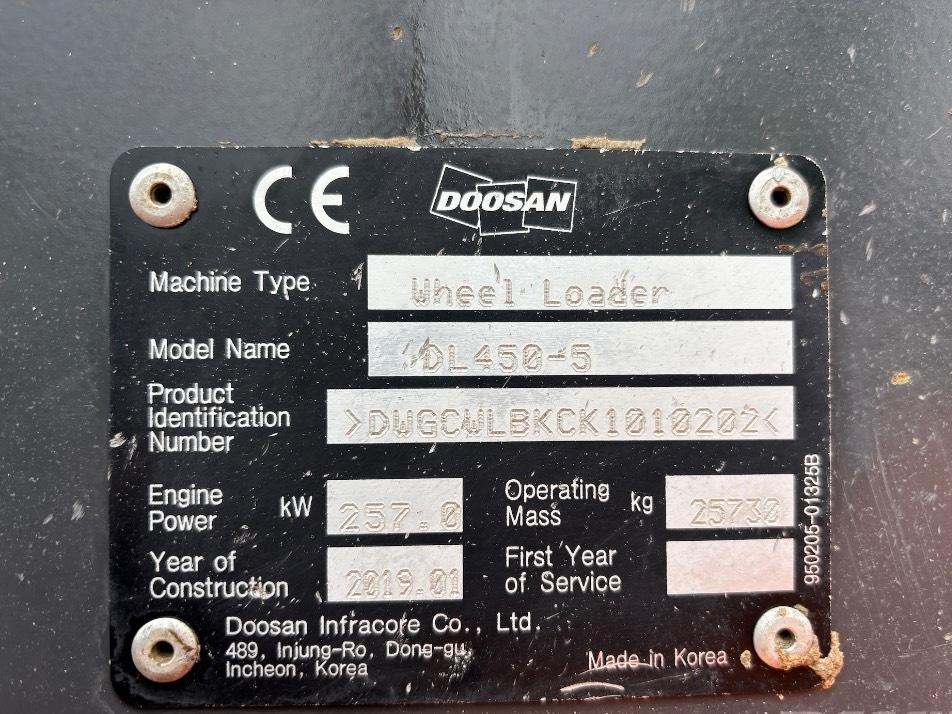 CE DOOSAN
Machine Type Wheel Loader
Model Name DL450-5
Product
Identification
Number >DWGCWLBKCK1010202<
Engine
Power kW 257.0
Operating
Mass kg 25730
Year of
Construction 2019.01
First Year
of Service
Doosan Infracore Co., Ltd.
489, Injung-Ro, Dong-gu,
Incheon, Korea
Made in Korea
950205-01325B